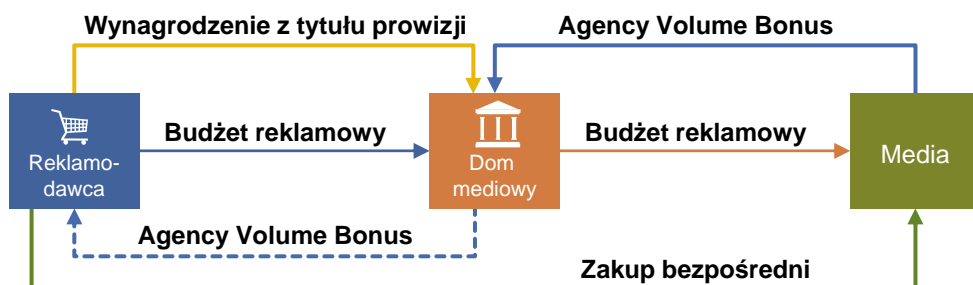 Wynagrodzenie z tytułu prowizji
Agency Volume Bonus
Budżet reklamowy
Budżet reklamowy
Reklamo-
dawca
Dom
mediowy
Media
Agency Volume Bonus
Zakup bezpośredni